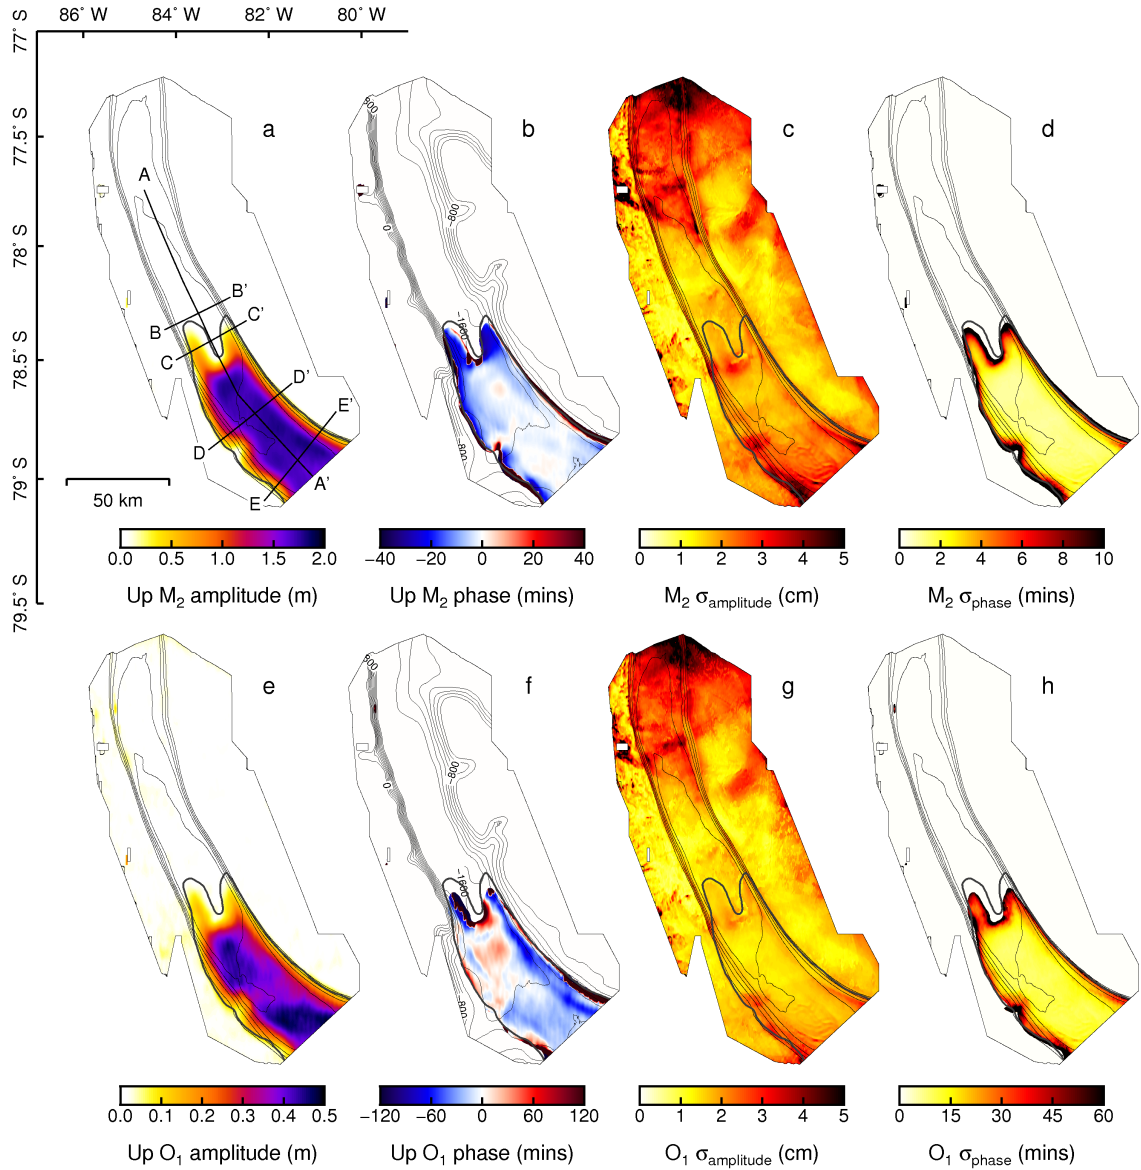 86° W 84° W 82° W 80° W
77° S
77.5° S
78° S
78.5° S
79° S
79.5° S
a b c d
A
B B'
C C'
D D'
E E'
A'
800
0
−800
−1600
−800
50 km
0.0 0.5 1.0 1.5 2.0
Up M₂ amplitude (m)
−40 −20 0 20 40
Up M₂ phase (mins)
0 1 2 3 4 5
M₂ σamplitude (cm)
0 2 4 6 8 10
M₂ σphase (mins)
e f g h
800
0
−800
−1600
−800
0.0 0.1 0.2 0.3 0.4 0.5
Up O₁ amplitude (m)
−120 −60 0 60 120
Up O₁ phase (mins)
0 1 2 3 4 5
O₁ σamplitude (cm)
0 15 30 45 60
O₁ σphase (mins)